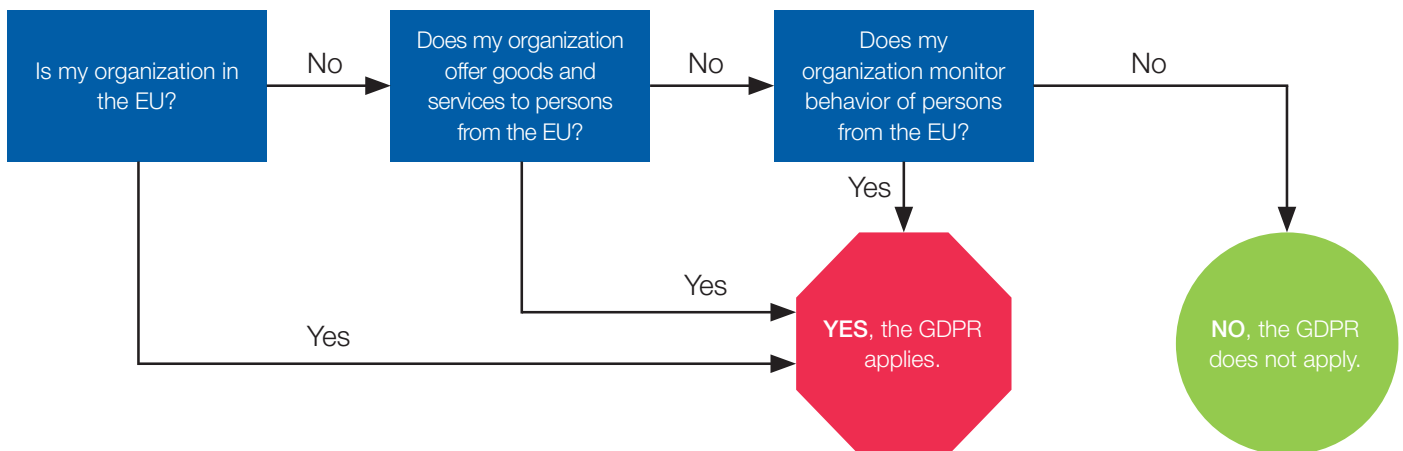 Is my organization in
the EU?
No
Does my organization
offer goods and
services to persons
from the EU?
No
Does my
organization monitor
behavior of persons
from the EU?
No
Yes
Yes
Yes
YES, the GDPR
applies.
NO, the GDPR
does not apply.